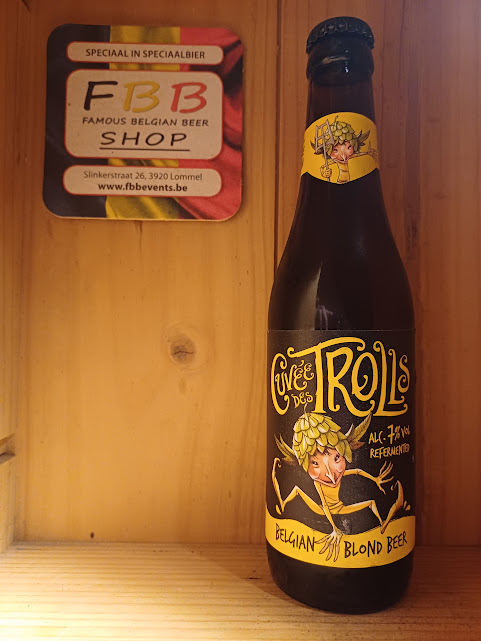 SPECIAAL IN SPECIAALBIER
FBB
FAMOUS BELGIAN BEER
SHOP
Slinkerstraat 26, 3920 Lommel
www.fbbevents.be
CUVÉE
DES
TROLLS
ALC. 7% VOL
REFERMENTED
BELGIAN BLOND BEER